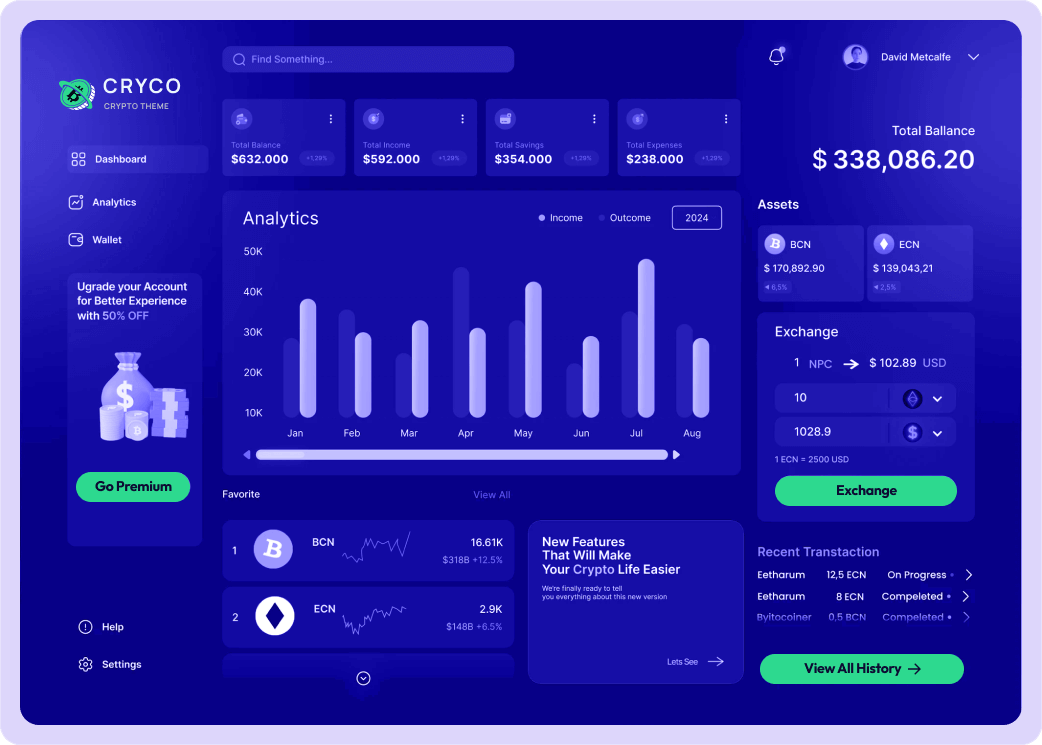 CRYCO
CRYPTO THEME
Dashboard
Analytics
Wallet
Ugrade your Account
for Better Experience
with 50% OFF
$
Go Premium
Help
Settings
Find Something...
David Metcalfe
Total Balance
$632.000
+1,29%
Total Income
$592.000
+1,29%
Total Savings
$354.000
+1,29%
Total Expenses
$238.000
+1,29%
Analytics
Income
Outcome
2024
50K
40K
30K
20K
10K
Jan Feb Mar Apr May Jun Jul Aug
Favorite
View All
1 BCN 16.61K
$318B +12.5%
2 ECN 2.9K
$148B +6.5%
New Features
That Will Make
Your Crypto Life Easier
We're finally ready to tell
you everything about this new version
Lets See
Total Ballance
$ 338,086.20
Assets
BCN
$ 170,892.90
6,5%
ECN
$ 139,043,21
2,5%
Exchange
1 NPC $ 102.89 USD
10
1028.9 $
1 ECN = 2500 USD
Exchange
Recent Transtaction
Eetharum 12,5 ECN On Progress
Eetharum 8 ECN Compeleted
Byitocoiner 0,5 BCN Compeleted
View All History